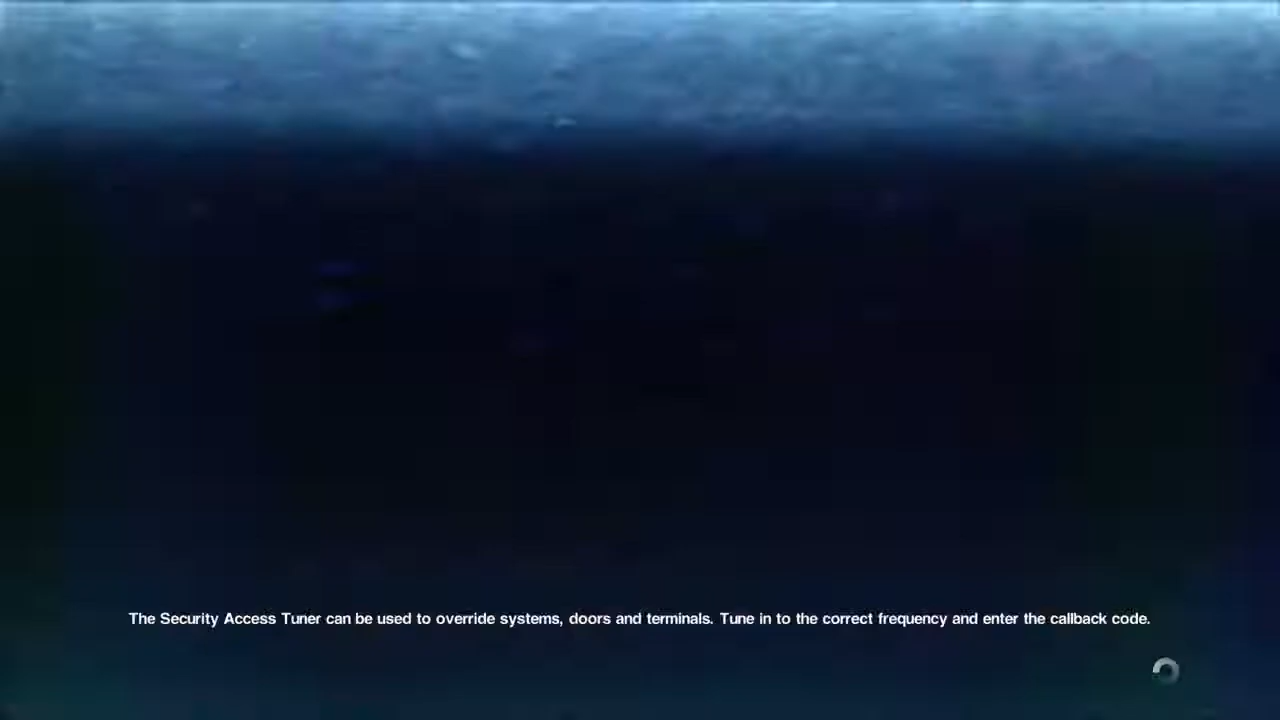 The Security Access Tuner can be used to override systems, doors and terminals. Tune in to the correct frequency and enter the callback code.